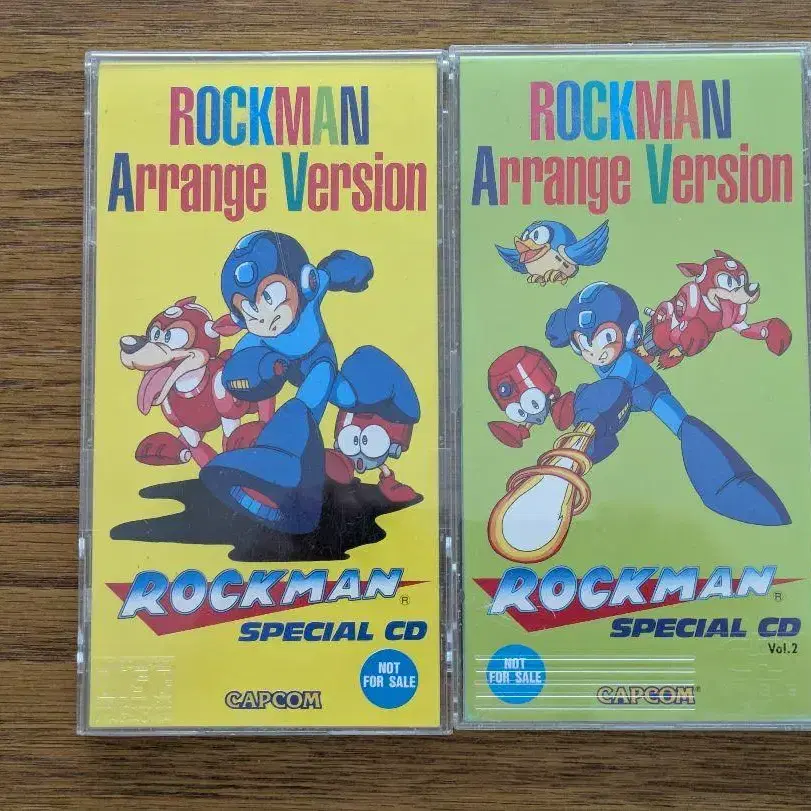 ROCKMAN
Arrange Version
ROCKMAN®
SPECIAL CD
NOT
FOR SALE
CAPCOM
ROCKMAN
Arrange Version
ROCKMAN®
SPECIAL CD
Vol.2
NOT
FOR SALE
CAPCOM®